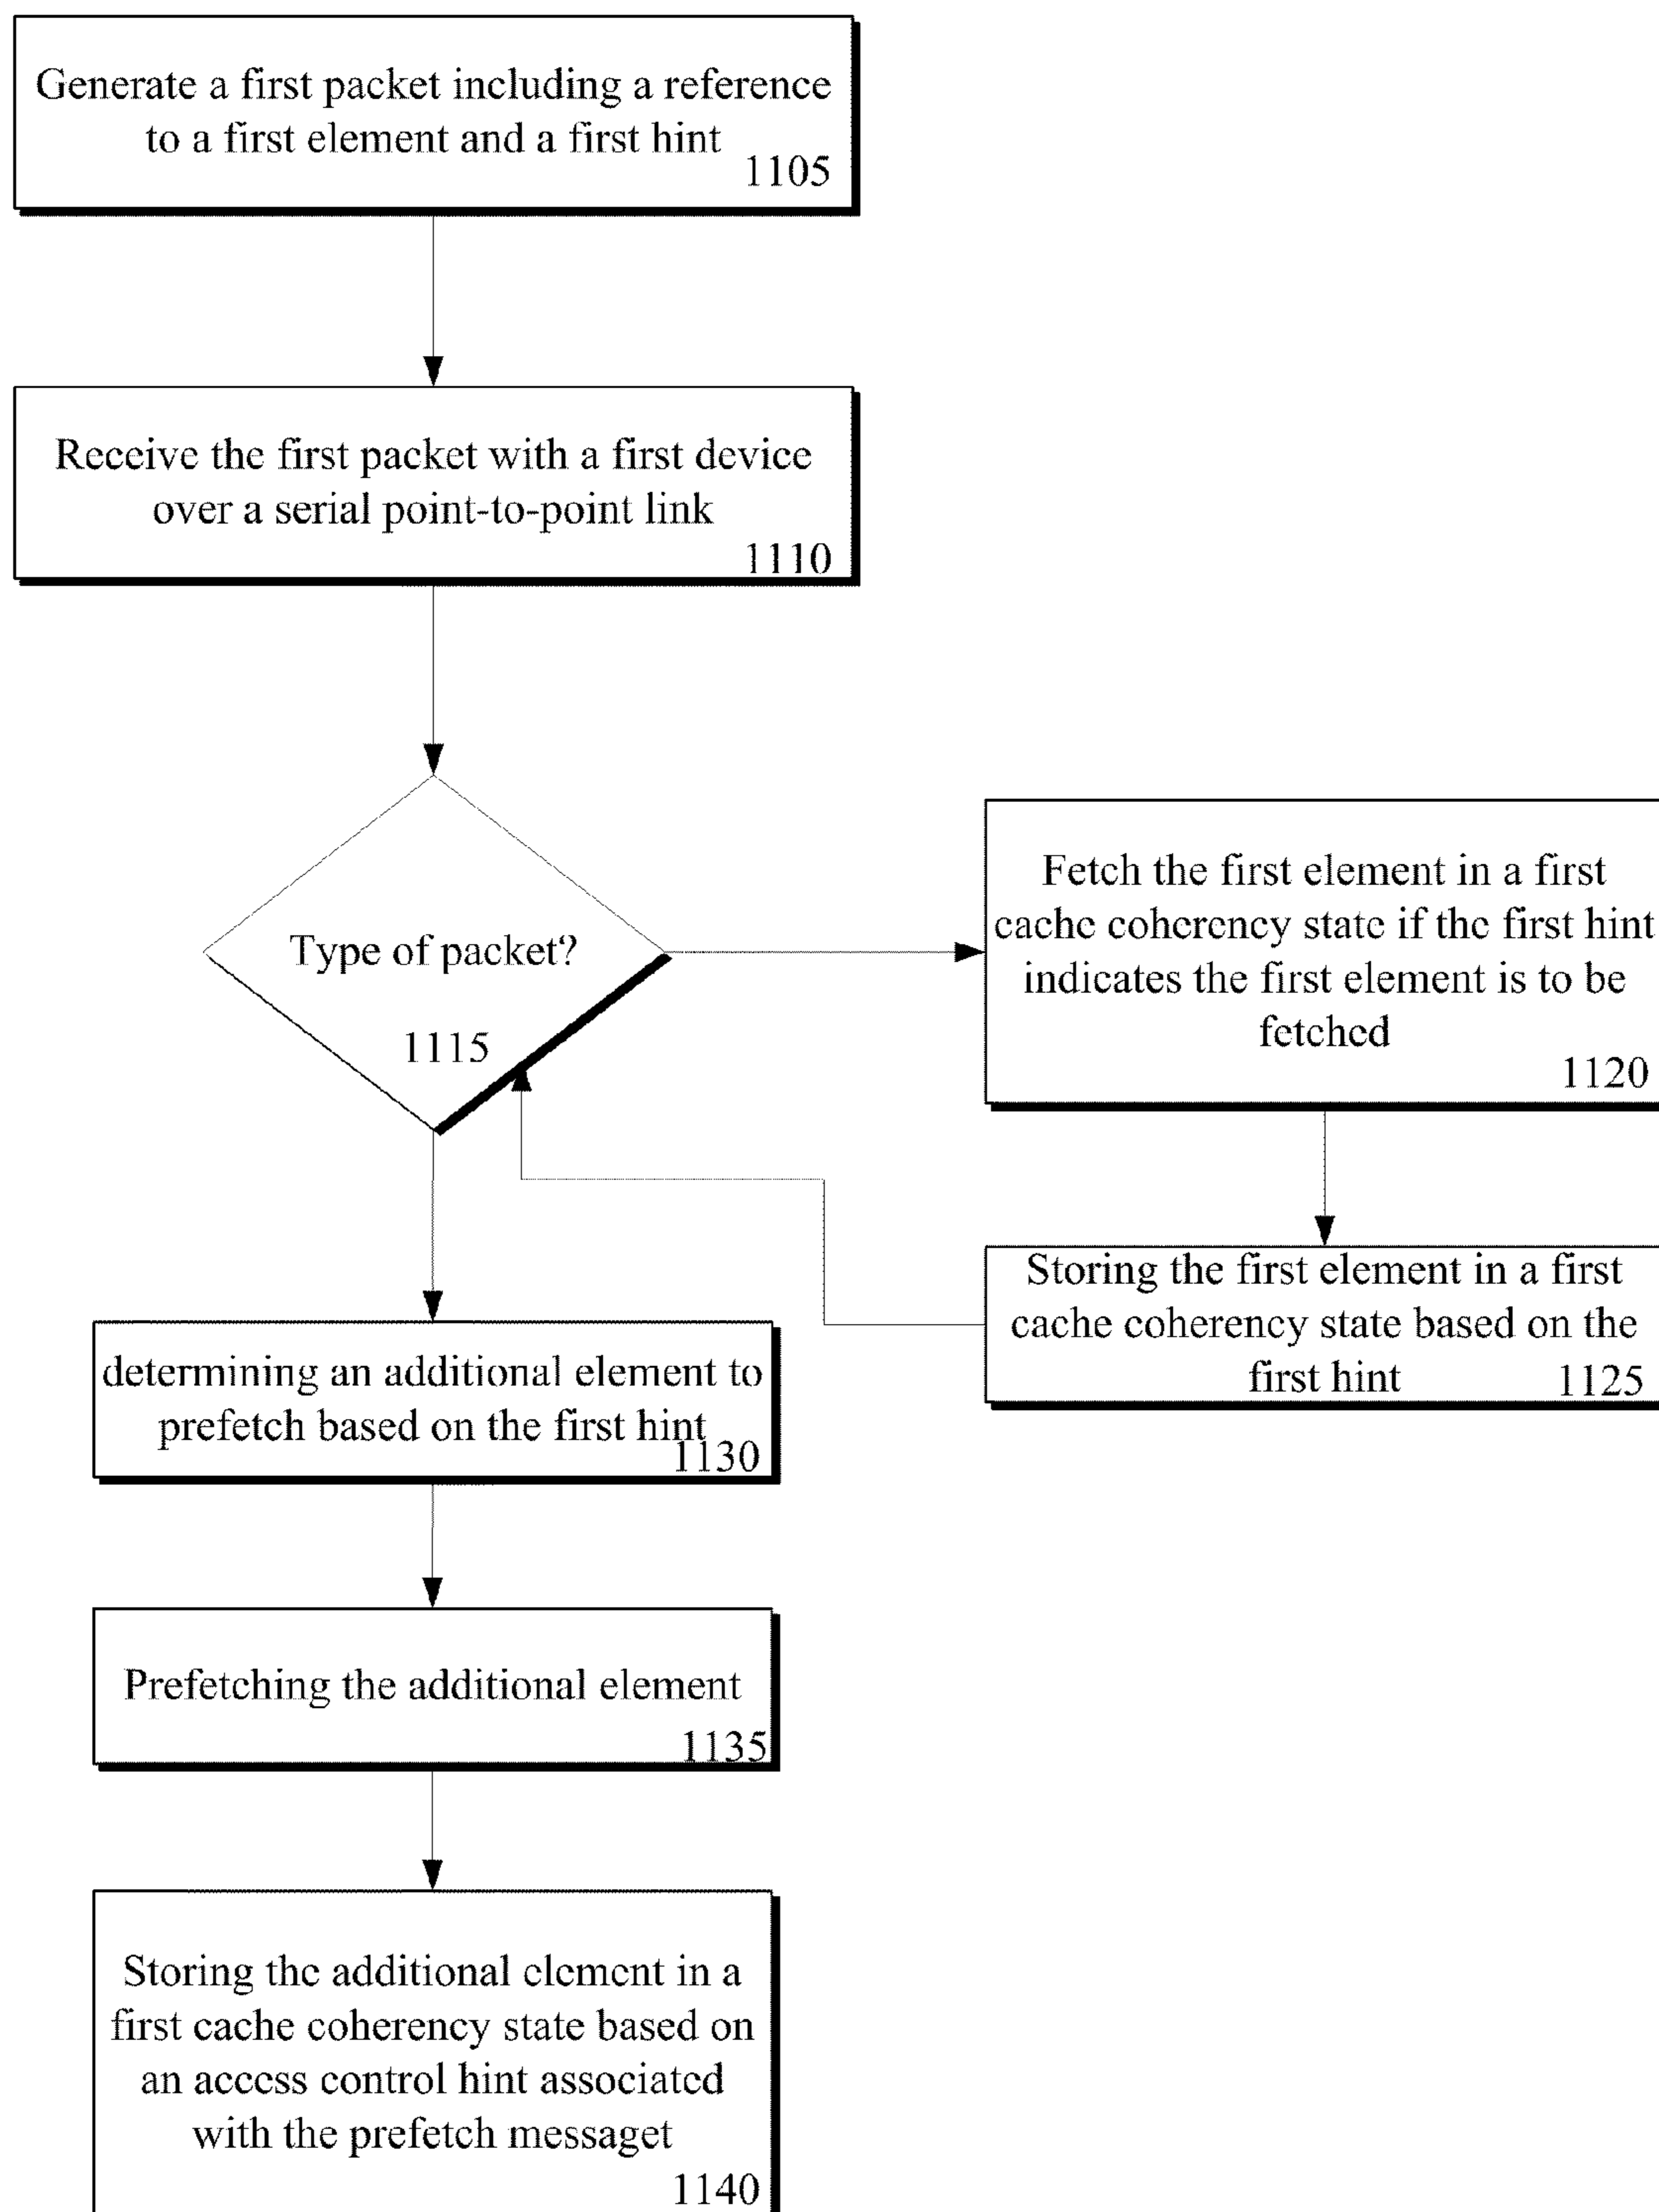 Generate a first packet including a reference
to a first element and a first hint
1105
Receive the first packet with a first device
over a serial point-to-point link
1110
Type of packet?
1115
Fetch the first element in a first
cache coherency state if the first hint
indicates the first element is to be
fetched
1120
Storing the first element in a first
cache coherency state based on the
first hint
1125
determining an additional element to
prefetch based on the first hint
1130
Prefetching the additional element
1135
Storing the additional element in a
first cache coherency state based on
an access control hint associated
with the prefetch messaget
1140